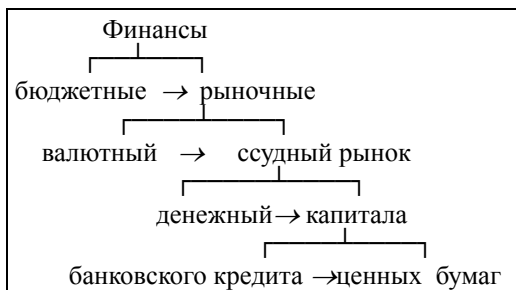 Финансы
бюджетные → рыночные
валютный → ссудный рынок
денежный → капитала
банковского кредита → ценных бумаг